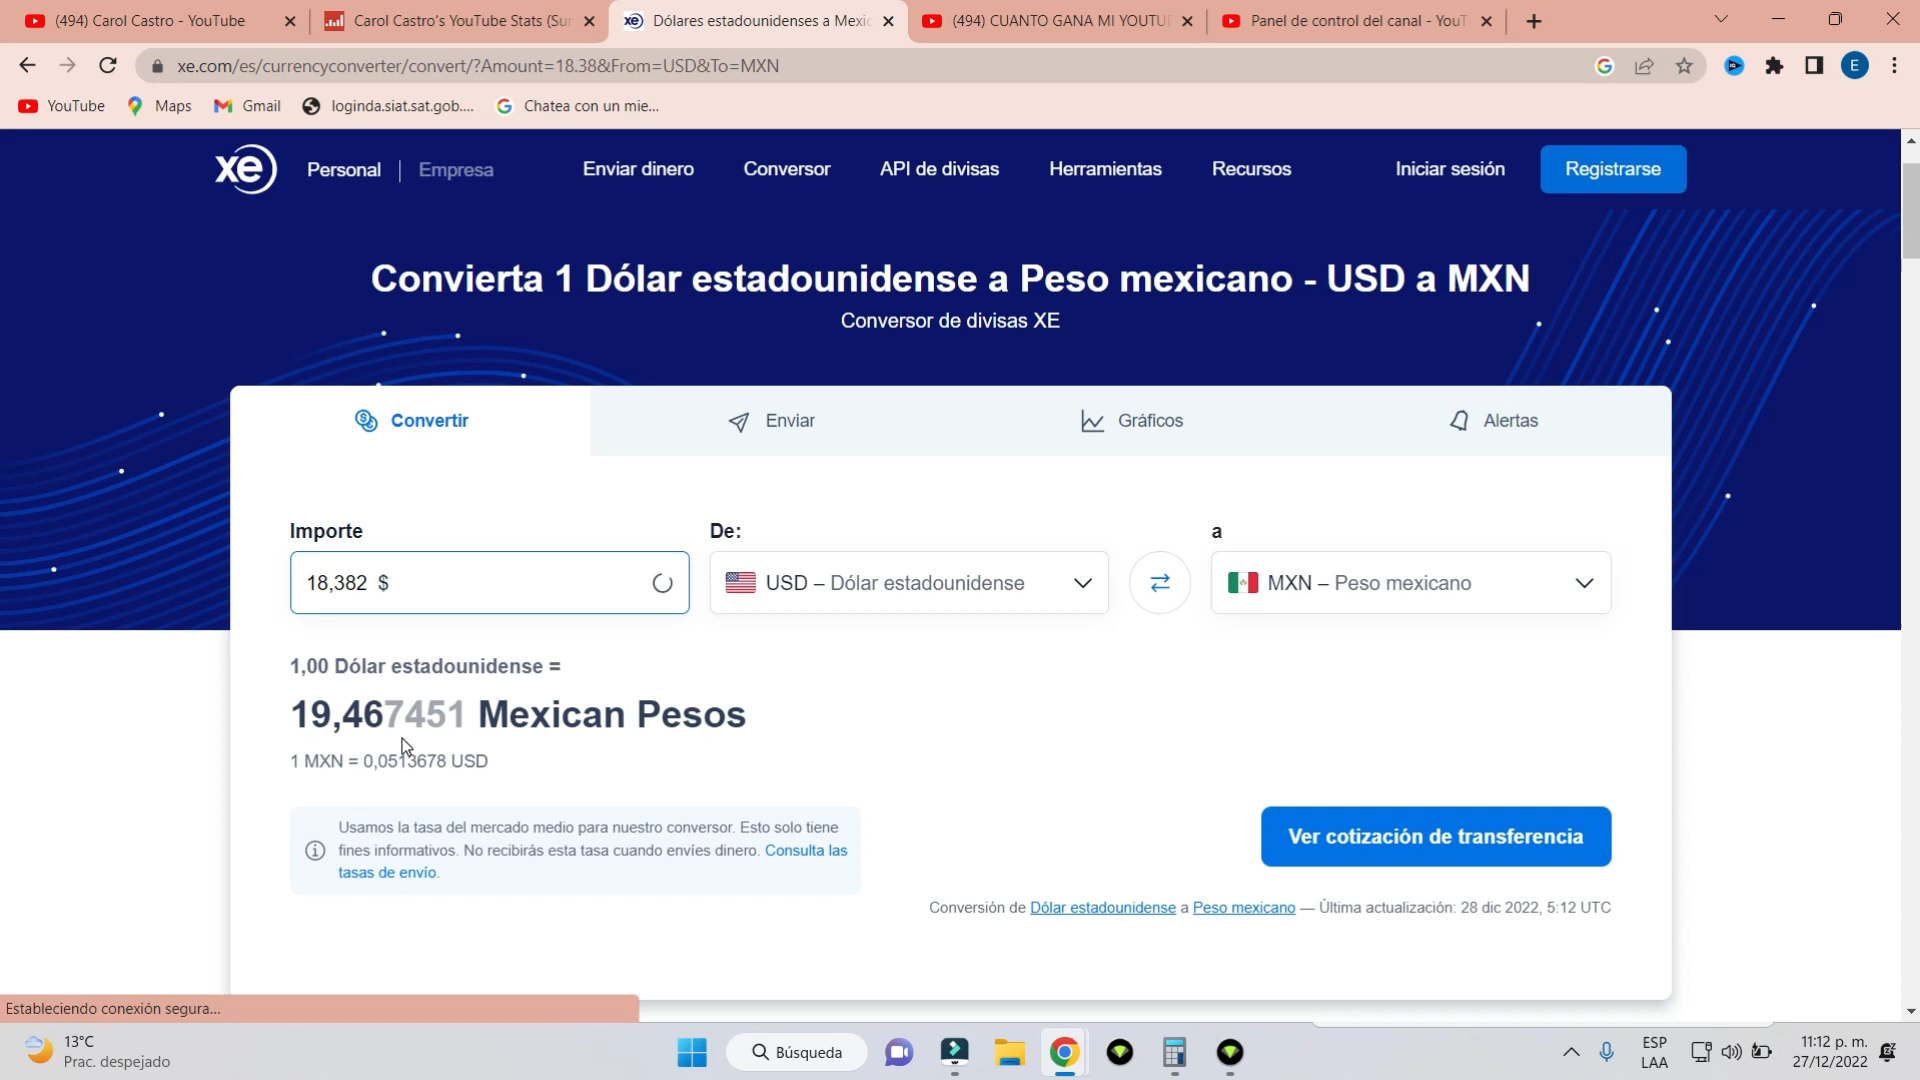 (494) Carol Castro - YouTube
Carol Castro's YouTube Stats (Su
Dólares estadounidenses a Mexic
(494) CUANTO GANA MI YOUTU
Panel de control del canal - YouT
xe.com/es/currencyconverter/convert/?Amount=18.38&From=USD&To=MXN
E
YouTube
Maps
Gmail
loginda.siat.sat.gob....
Chatea con un mie...
xe
Personal
Empresa
Enviar dinero
Conversor
API de divisas
Herramientas
Recursos
Iniciar sesión
Registrarse
Convierta 1 Dólar estadounidense a Peso mexicano - USD a MXN
Conversor de divisas XE
Convertir
Enviar
Gráficos
Alertas
Importe
De:
a
18,382 $
USD – Dólar estadounidense
MXN – Peso mexicano
1,00 Dólar estadounidense =
19,467451 Mexican Pesos
1 MXN = 0,0513678 USD
Usamos la tasa del mercado medio para nuestro conversor. Esto solo tiene
fines informativos. No recibirás esta tasa cuando envíes dinero. Consulta las
tasas de envío.
Ver cotización de transferencia
Conversión de Dólar estadounidense a Peso mexicano — Última actualización: 28 dic 2022, 5:12 UTC
Estableciendo conexión segura...
13°C
Prac. despejado
Búsqueda
ESP
LAA
11:12 p. m.
27/12/2022